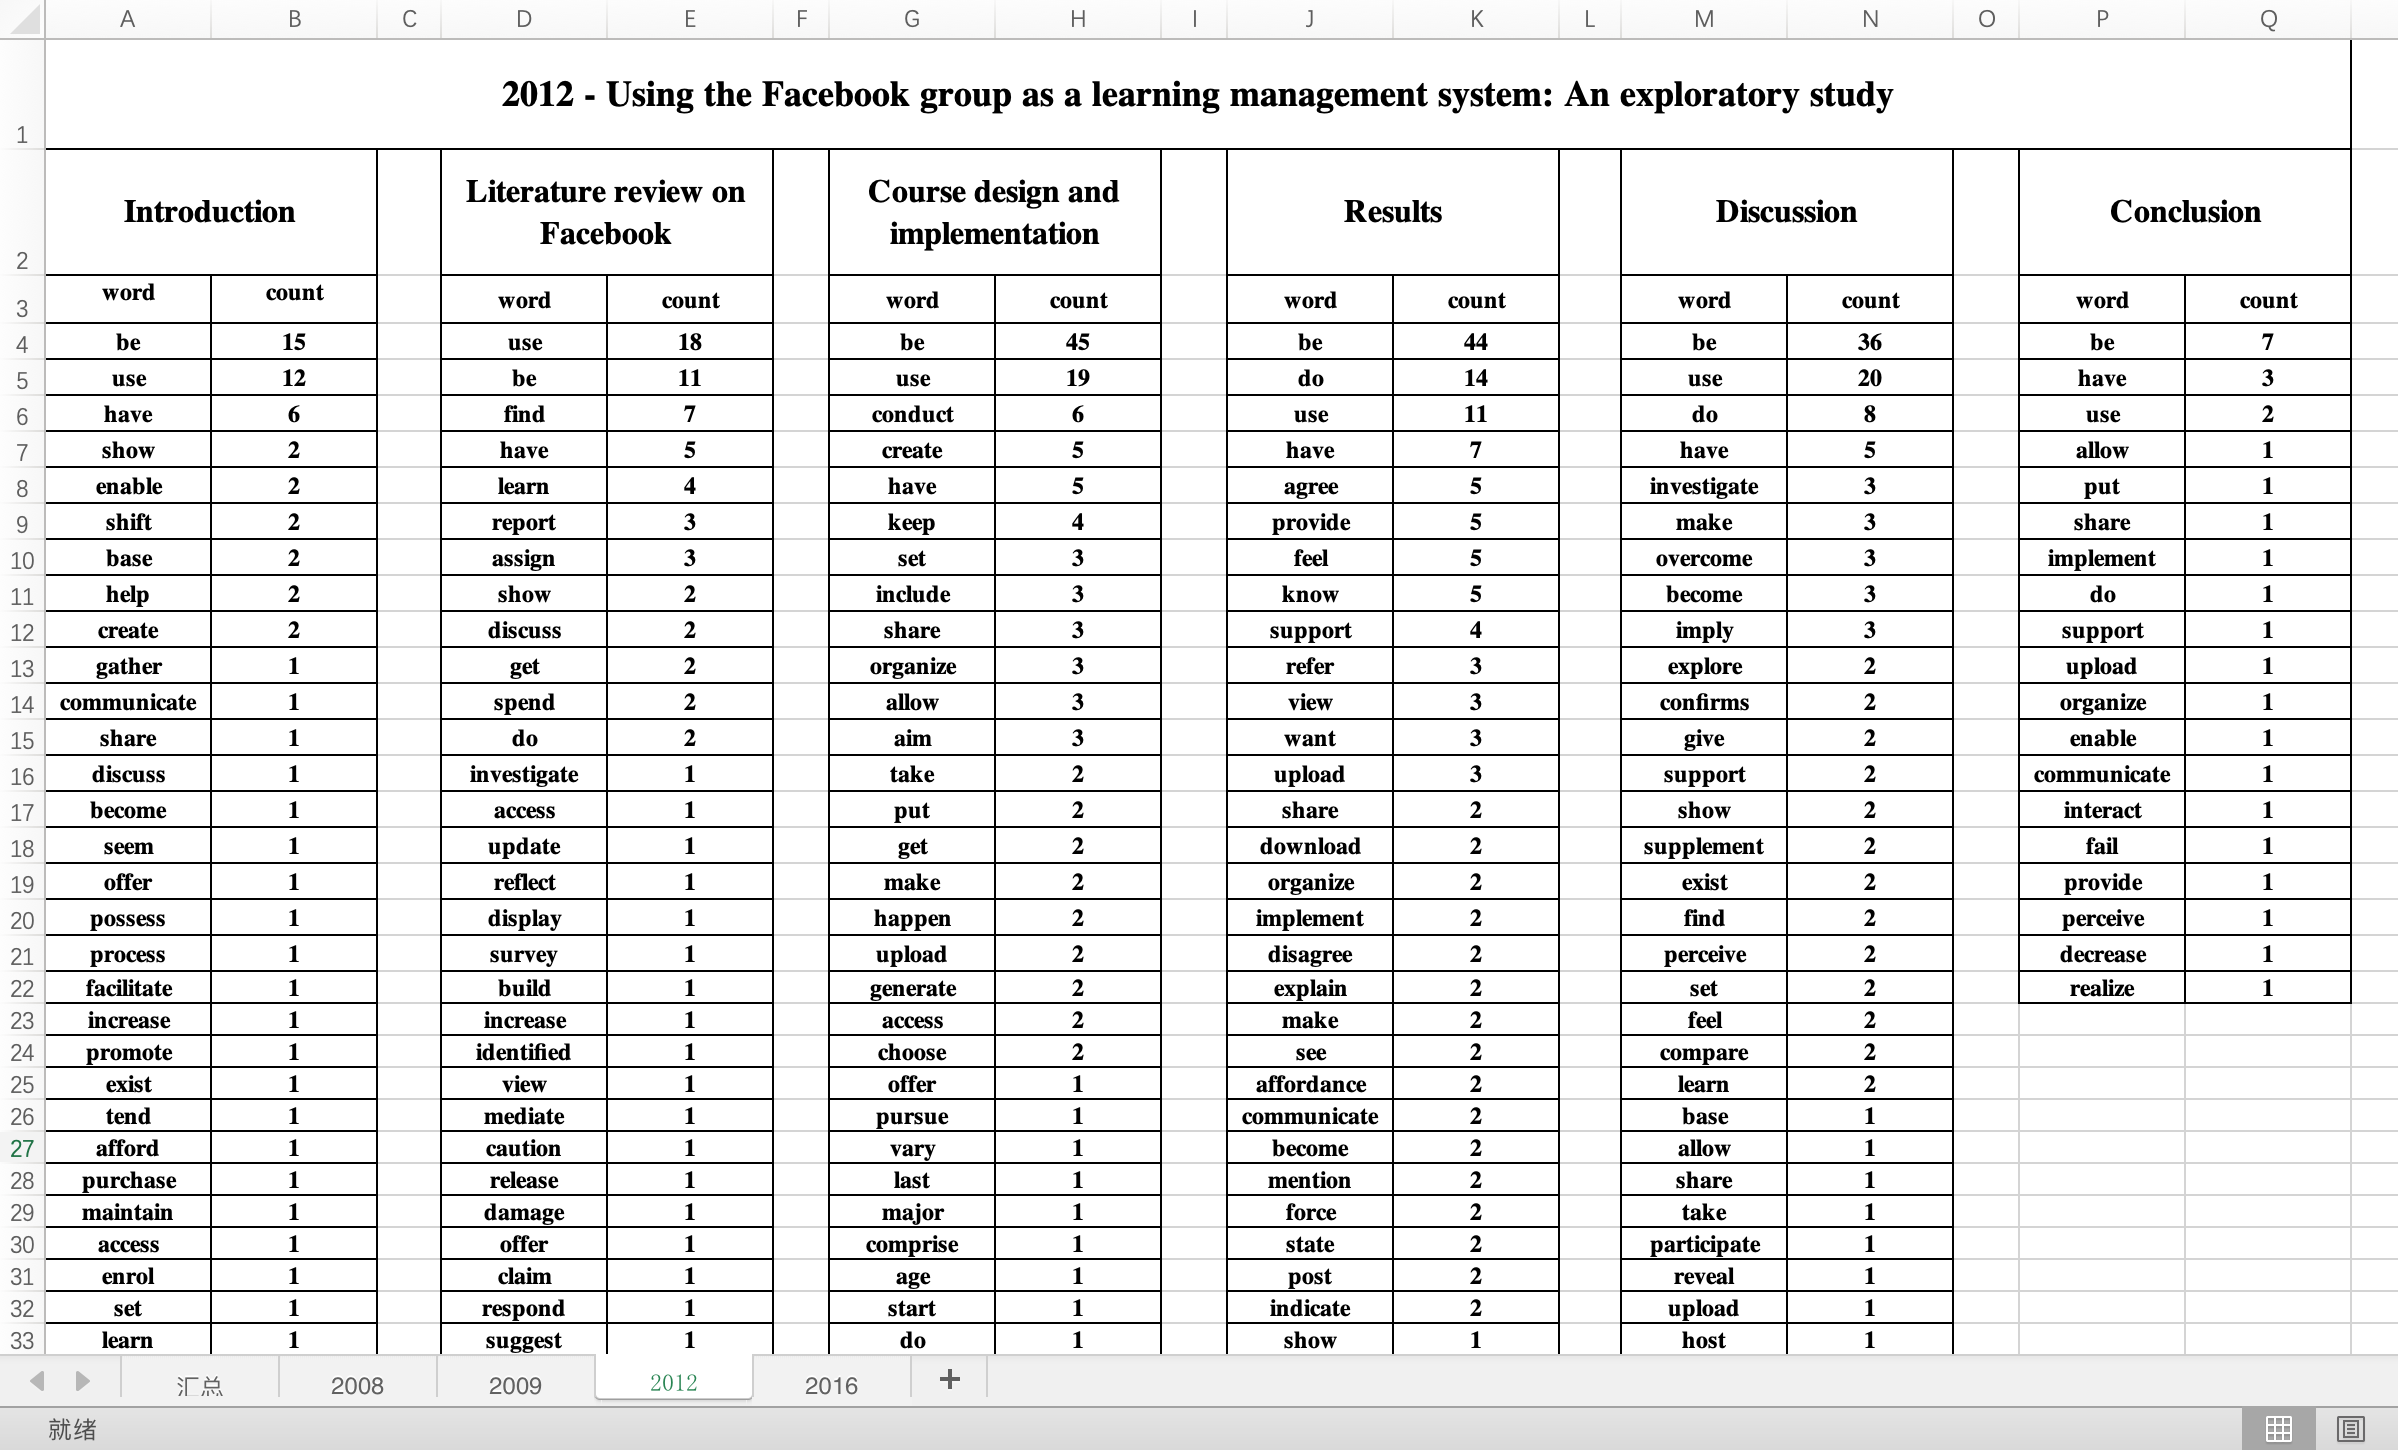 A B C D E F G H I J K L M N O P Q
1 2012 - Using the Facebook group as a learning management system: An exploratory study
2 Introduction Literature review on Facebook Course design and implementation Results Discussion Conclusion
3 word count word count word count word count word count word count
4 be 15 use 18 be 45 be 44 be 36 be 7
5 use 12 be 11 use 19 do 14 use 20 have 3
6 have 6 find 7 conduct 6 use 11 do 8 use 2
7 show 2 have 5 create 5 have 7 have 5 allow 1
8 enable 2 learn 4 have 5 agree 5 investigate 3 put 1
9 shift 2 report 3 keep 4 provide 5 make 3 share 1
10 base 2 assign 3 set 3 feel 5 overcome 3 implement 1
11 help 2 show 2 include 3 know 5 become 3 do 1
12 create 2 discuss 2 share 3 support 4 imply 3 support 1
13 gather 1 get 2 organize 3 refer 3 explore 2 upload 1
14 communicate 1 spend 2 allow 3 view 3 confirms 2 organize 1
15 share 1 do 2 aim 3 want 3 give 2 enable 1
16 discuss 1 investigate 1 take 2 upload 3 support 2 communicate 1
17 become 1 access 1 put 2 share 2 show 2 interact 1
18 seem 1 update 1 get 2 download 2 supplement 2 fail 1
19 offer 1 reflect 1 make 2 organize 2 exist 2 provide 1
20 possess 1 display 1 happen 2 implement 2 find 2 perceive 1
21 process 1 survey 1 upload 2 disagree 2 perceive 2 decrease 1
22 facilitate 1 build 1 generate 2 explain 2 set 2 realize 1
23 increase 1 increase 1 access 2 make 2 feel 2
24 promote 1 identified 1 choose 2 see 2 compare 2
25 exist 1 view 1 offer 1 affordance 2 learn 2
26 tend 1 mediate 1 pursue 1 communicate 2 base 1
27 afford 1 caution 1 vary 1 become 2 allow 1
28 purchase 1 release 1 last 1 mention 2 share 1
29 maintain 1 damage 1 major 1 force 2 take 1
30 access 1 offer 1 comprise 1 state 2 participate 1
31 enrol 1 claim 1 age 1 post 2 reveal 1
32 set 1 respond 1 start 1 indicate 2 upload 1
33 learn 1 suggest 1 do 1 show 1 host 1
汇总 2008 2009 2012 2016 +
就绪